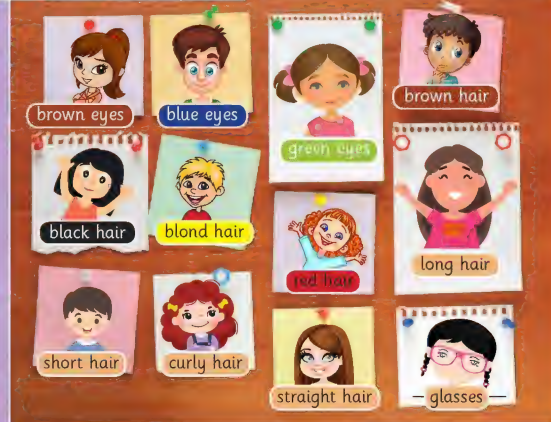 brown eyes
blue eyes
green eyes
brown hair
black hair
blond hair
red hair
long hair
short hair
curly hair
straight hair
glasses